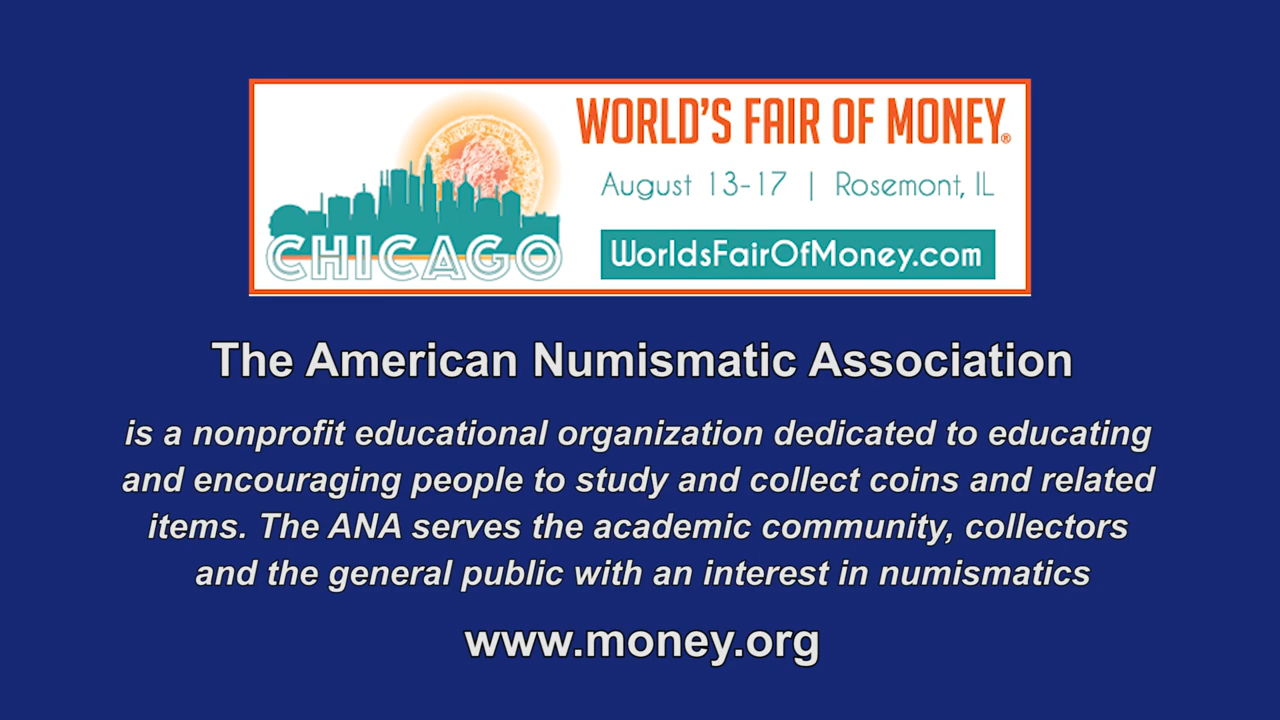 WORLD'S FAIR OF MONEY®
August 13-17 | Rosemont, IL
CHICAGO
WorldsFairOfMoney.com
The American Numismatic Association
is a nonprofit educational organization dedicated to educating
and encouraging people to study and collect coins and related
items. The ANA serves the academic community, collectors
and the general public with an interest in numismatics
www.money.org